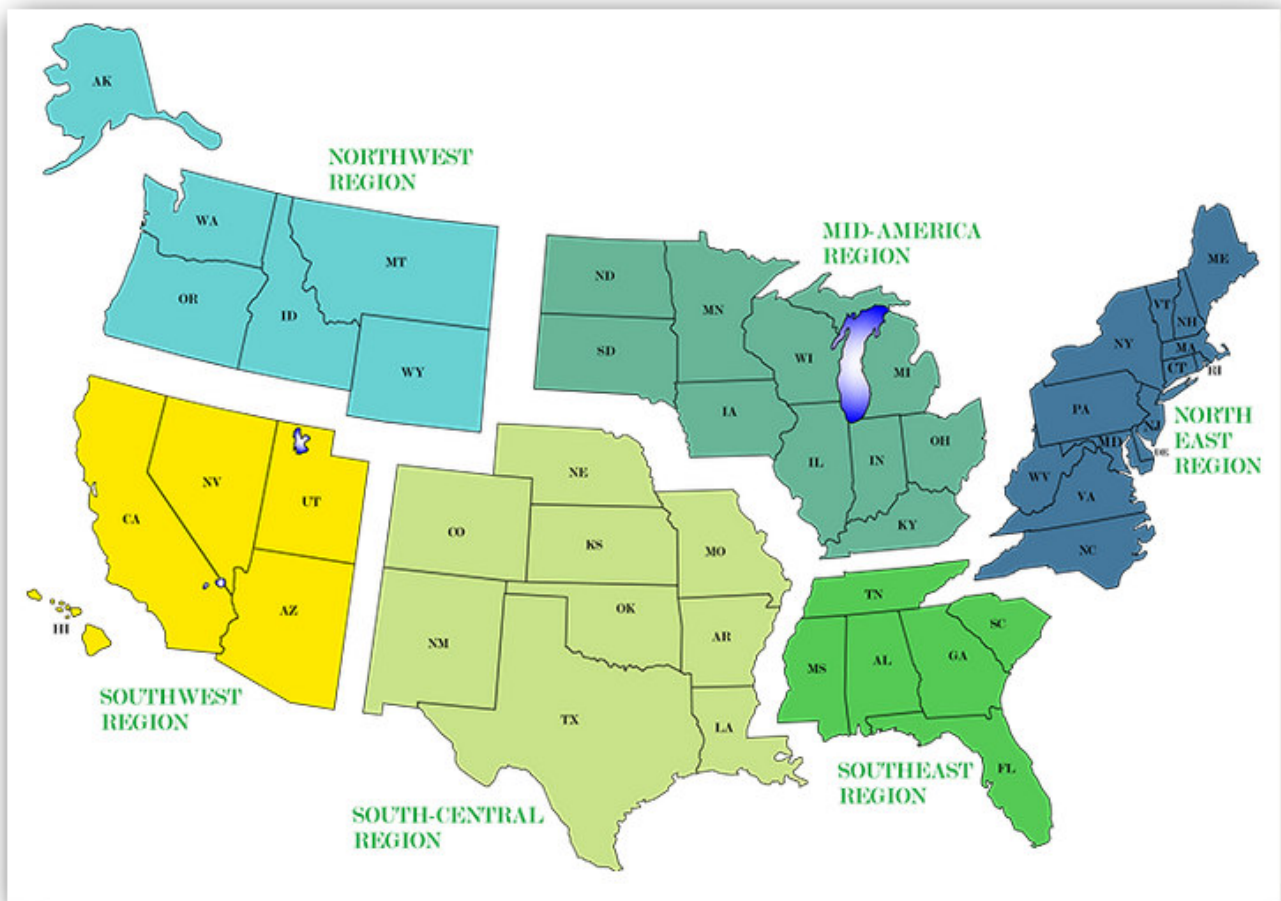 AK
NORTHWEST
REGION
WA
MT
OR
ID
WY
MID-AMERICA
REGION
ND
MN
SD
WI
MI
IA
IL
IN
OH
KY
ME
VT
NH
NY
MA
CT
RI
PA
NJ
MD
DE
WV
VA
NC
NORTH
EAST
REGION
NV
UT
CA
AZ
HI
SOUTHWEST
REGION
NE
CO
KS
MO
NM
OK
AR
TX
LA
SOUTH-CENTRAL
REGION
TN
SC
MS
AL
GA
FL
SOUTHEAST
REGION